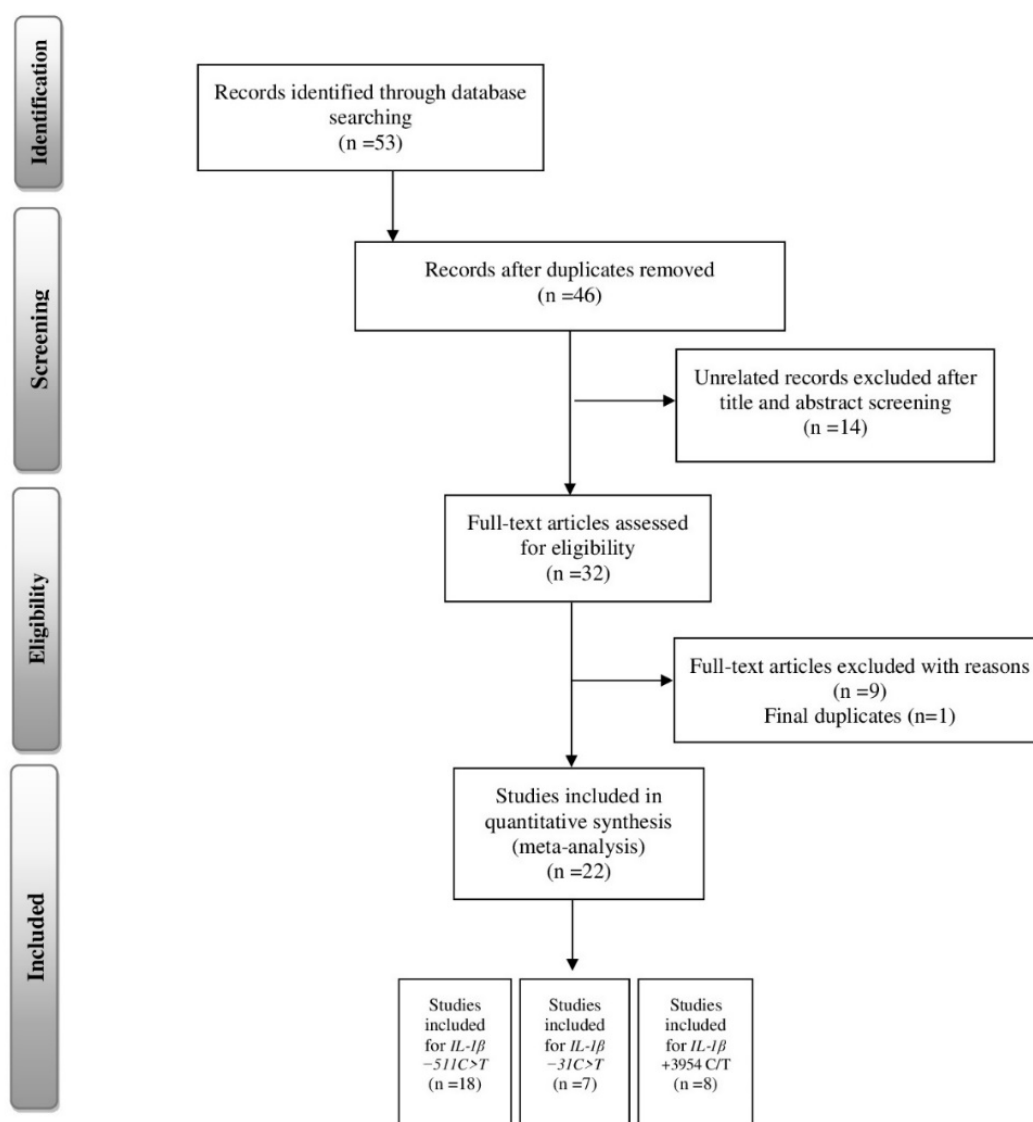 Identification
Records identified through database
searching
(n =53)
Screening
Records after duplicates removed
(n =46)
Unrelated records excluded after
title and abstract screening
(n =14)
Eligibility
Full-text articles assessed
for eligibility
(n =32)
Full-text articles excluded with reasons
(n =9)
Final duplicates (n=1)
Included
Studies included in
quantitative synthesis
(meta-analysis)
(n =22)
Studies
included
for IL-1β
−511C>T
(n =18)
Studies
included
for IL-1β
−31C>T
(n =7)
Studies
included
for IL-1β
+3954 C/T
(n =8)